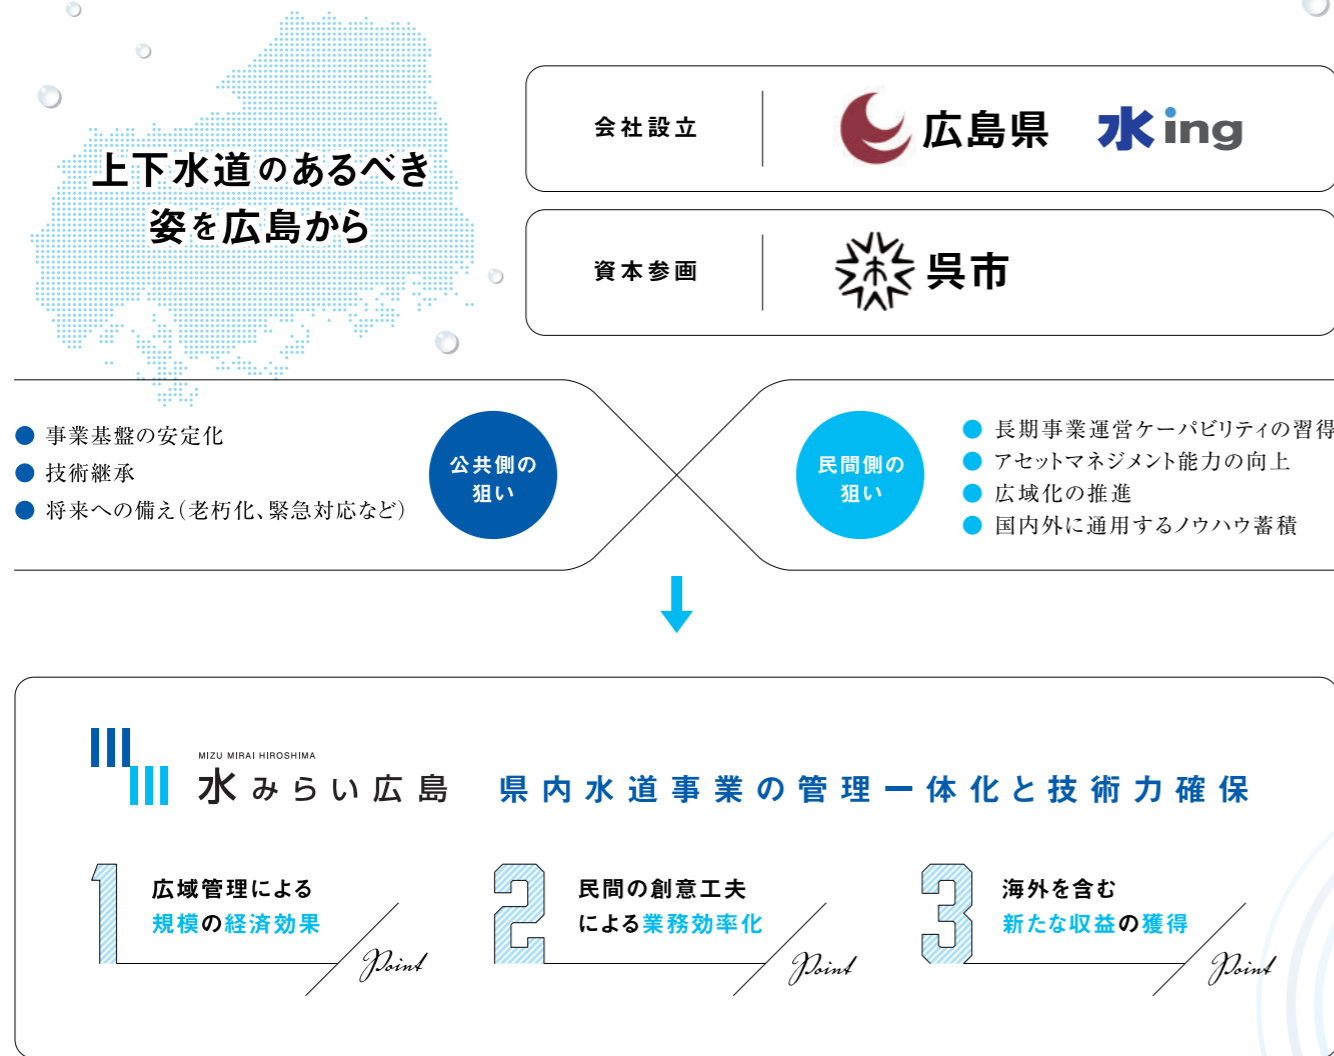 上下水道のあるべき
姿を広島から
会社設立
広島県 水ing
資本参画
呉市
事業基盤の安定化
技術継承
将来への備え(老朽化、緊急対応など)
公共側の
狙い
民間側の
狙い
長期事業運営ケーパビリティの習得
アセットマネジメント能力の向上
広域化の推進
国内外に通用するノウハウ蓄積
MIZU MIRAI HIROSHIMA
水みらい広島 県内水道事業の管理一体化と技術力確保
1
広域管理による
規模の経済効果
Point
2
民間の創意工夫
による業務効率化
Point
3
海外を含む
新たな収益の獲得
Point